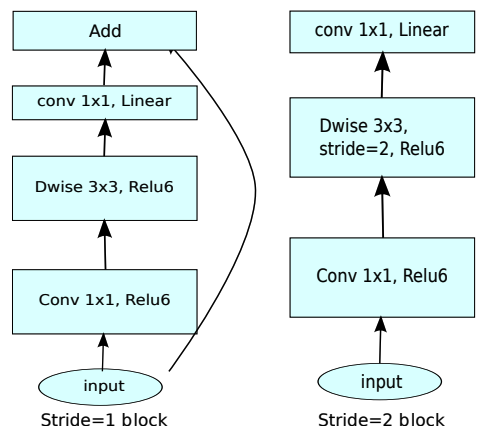 Add
conv 1x1, Linear
Dwise 3x3, Relu6
Conv 1x1, Relu6
input
Stride=1 block
conv 1x1, Linear
Dwise 3x3,
stride=2, Relu6
Conv 1x1, Relu6
input
Stride=2 block